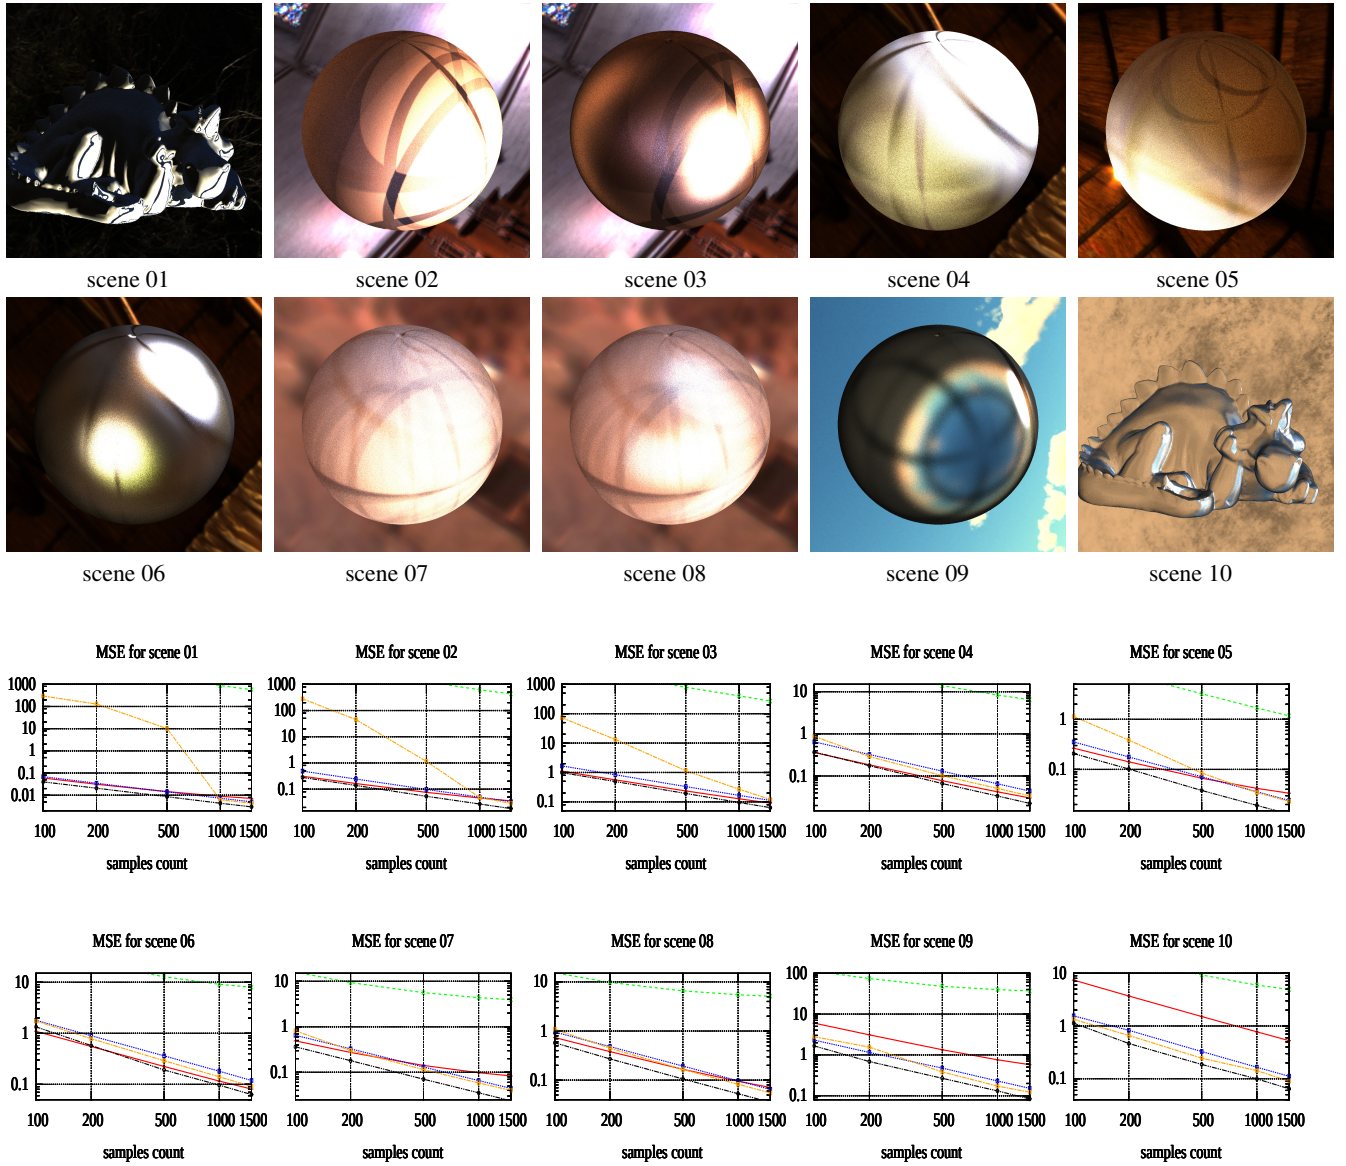 scene 01
scene 02
scene 03
scene 04
scene 05
scene 06
scene 07
scene 08
scene 09
scene 10
MSE for scene 01
1000
100
10
1
0.1
0.01
100 200 500 1000 1500
samples count
MSE for scene 02
1000
100
10
1
0.1
100 200 500 1000 1500
samples count
MSE for scene 03
1000
100
10
1
0.1
100 200 500 1000 1500
samples count
MSE for scene 04
10
1
0.1
100 200 500 1000 1500
samples count
MSE for scene 05
1
0.1
100 200 500 1000 1500
samples count
MSE for scene 06
10
1
0.1
100 200 500 1000 1500
samples count
MSE for scene 07
10
1
0.1
100 200 500 1000 1500
samples count
MSE for scene 08
10
1
0.1
100 200 500 1000 1500
samples count
MSE for scene 09
100
10
1
0.1
100 200 500 1000 1500
samples count
MSE for scene 10
10
1
0.1
100 200 500 1000 1500
samples count